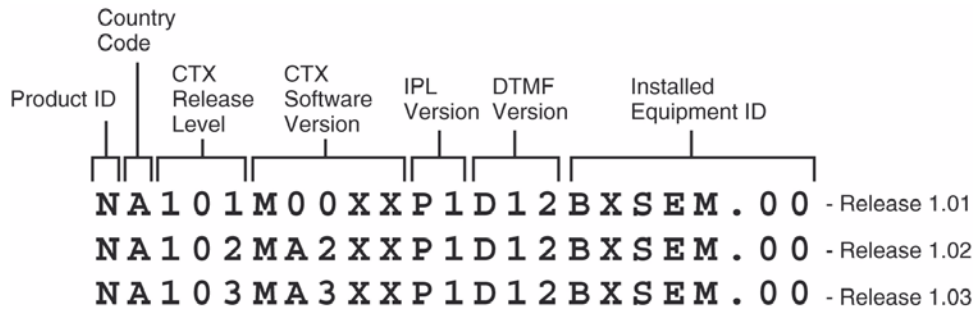 Country
Code
Product ID
CTX
Release
Level
CTX
Software
Version
IPL
Version
DTMF
Version
Installed
Equipment ID
NA101M00XXP1D12BXSEM.00 - Release 1.01
NA102MA2XXP1D12BXSEM.00 - Release 1.02
NA103MA3XXP1D12BXSEM.00 - Release 1.03